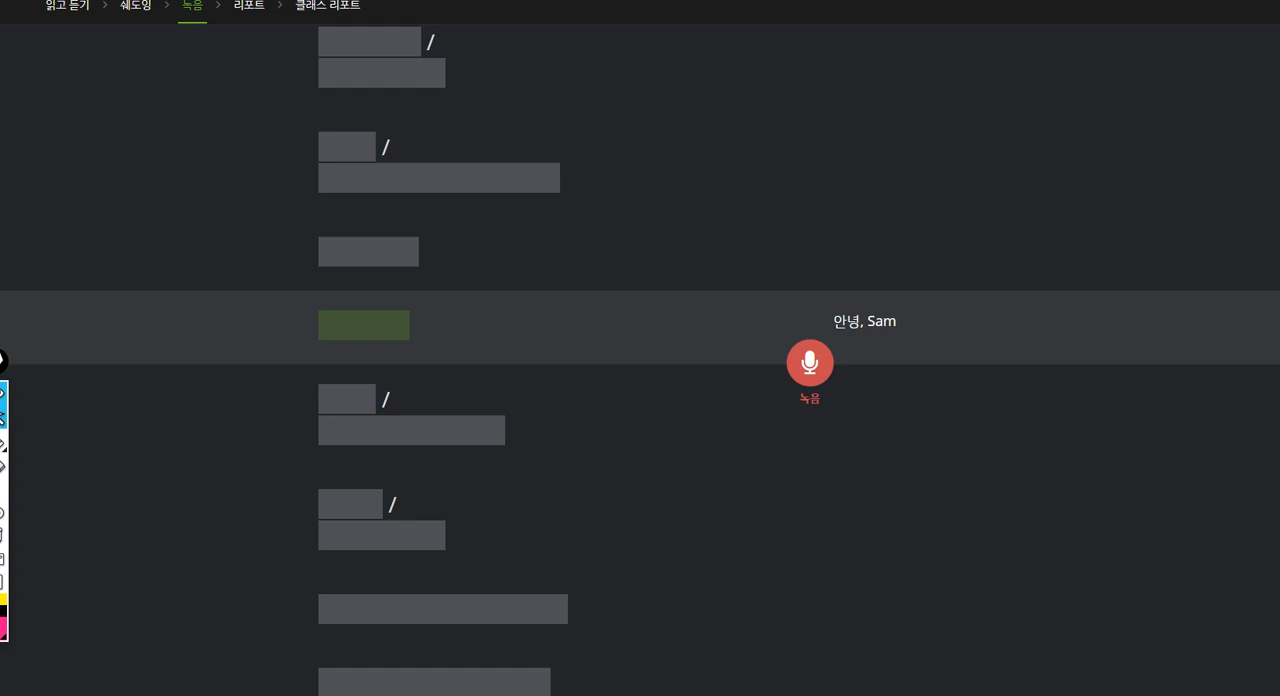 읽고 듣기 > 쉐도잉 > 녹음 > 리포트 > 클래스 리포트
/
/
안녕, Sam
녹음
/
/